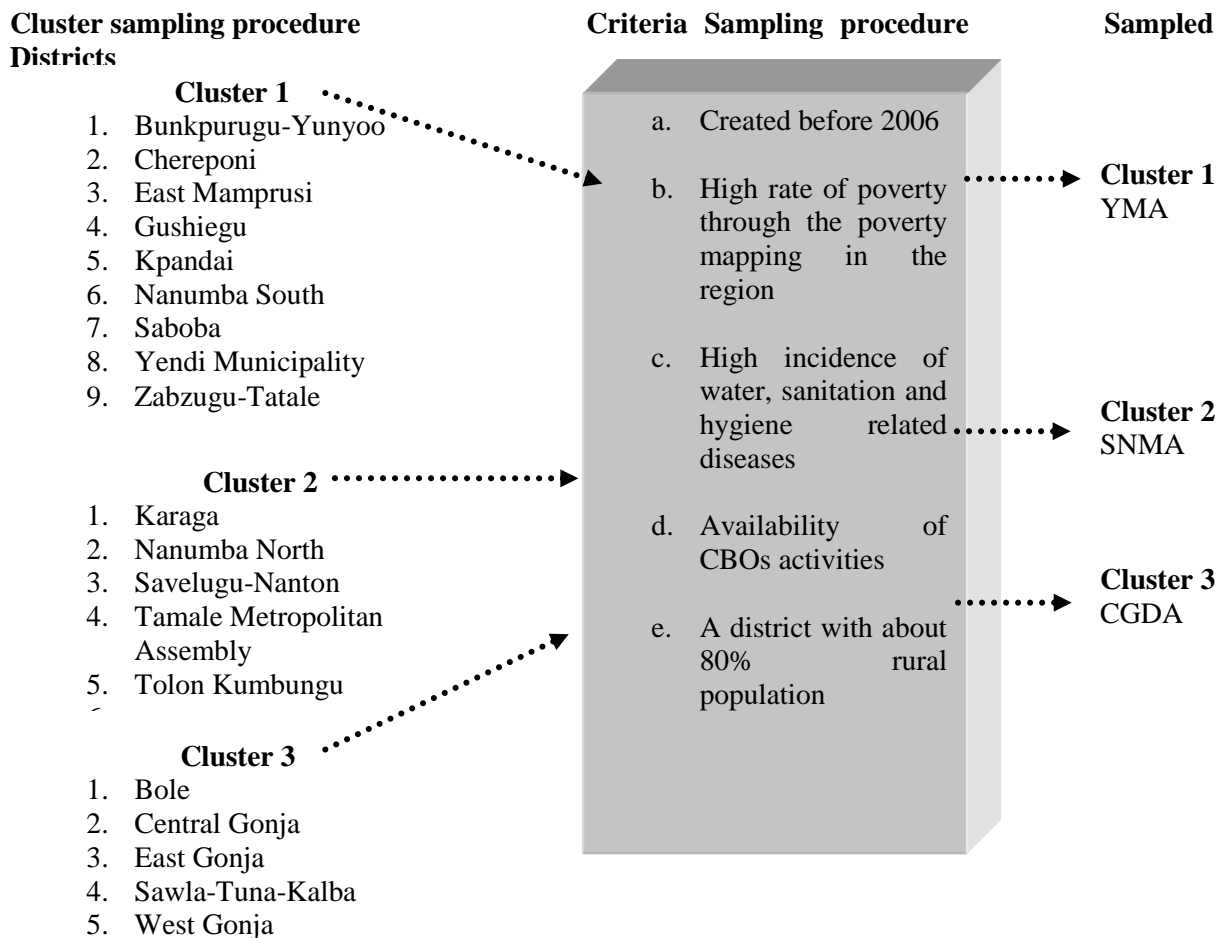 Cluster sampling procedure Criteria Sampling procedure Sampled
Districts
Cluster 1
1. Bunkpurugu-Yunyoo
2. Chereponi
3. East Mamprusi
4. Gushiegu
5. Kpandai
6. Nanumba South
7. Saboba
8. Yendi Municipality
9. Zabzugu-Tatale
Cluster 2
1. Karaga
2. Nanumba North
3. Savelugu-Nanton
4. Tamale Metropolitan
Assembly
5. Tolon Kumbungu
Cluster 3
1. Bole
2. Central Gonja
3. East Gonja
4. Sawla-Tuna-Kalba
5. West Gonja
a. Created before 2006
b. High rate of poverty
through the poverty
mapping in the
region
c. High incidence of
water, sanitation and
hygiene related
diseases
d. Availability of
CBOs activities
e. A district with about
80% rural
population
Cluster 1
YMA
Cluster 2
SNMA
Cluster 3
CGDA